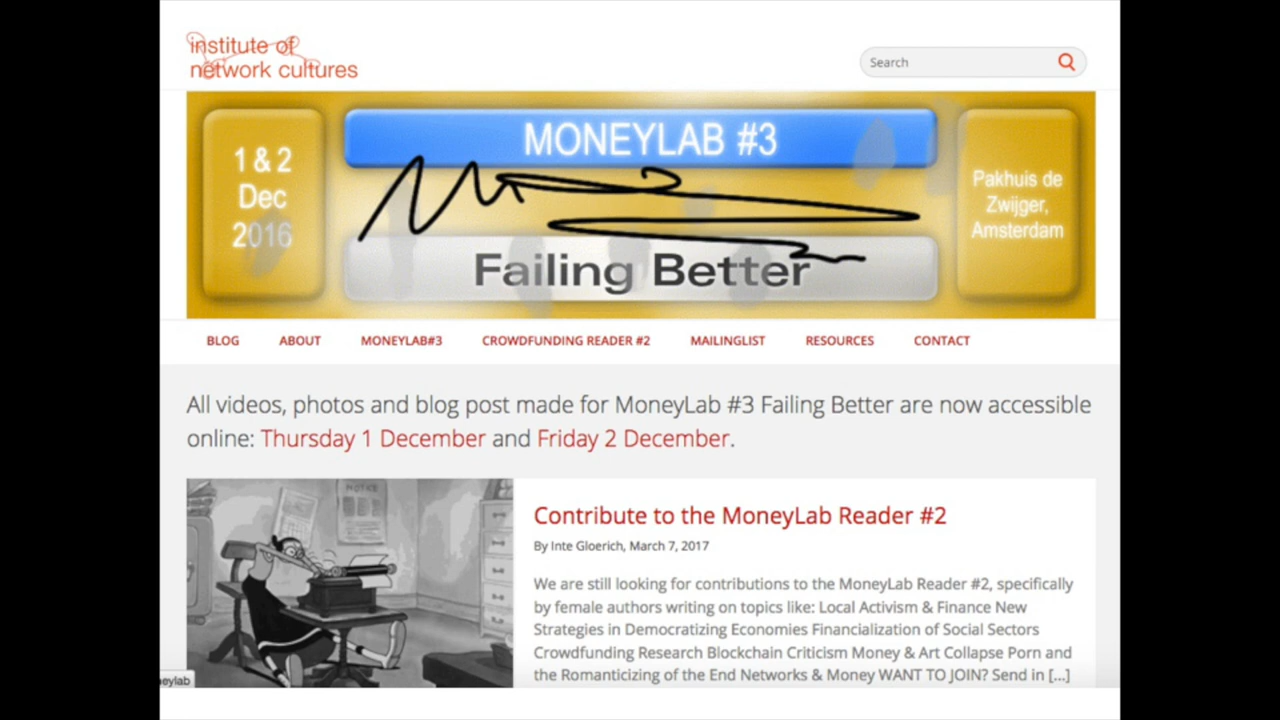 institute of
network cultures
Search
1 & 2
Dec
2016
MONEYLAB #3
Failing Better
Pakhuis de
Zwijger,
Amsterdam
BLOG ABOUT MONEYLAB#3 CROWDFUNDING READER #2 MAILINGLIST RESOURCES CONTACT
All videos, photos and blog post made for MoneyLab #3 Failing Better are now accessible
online: Thursday 1 December and Friday 2 December.
NOTICE
Contribute to the MoneyLab Reader #2
By Inte Gloerich, March 7, 2017
We are still looking for contributions to the MoneyLab Reader #2, specifically
by female authors writing on topics like: Local Activism & Finance New
Strategies in Democratizing Economies Financialization of Social Sectors
Crowdfunding Research Blockchain Criticism Money & Art Collapse Porn and
the Romanticizing of the End Networks & Money WANT TO JOIN? Send in [...]
eylab